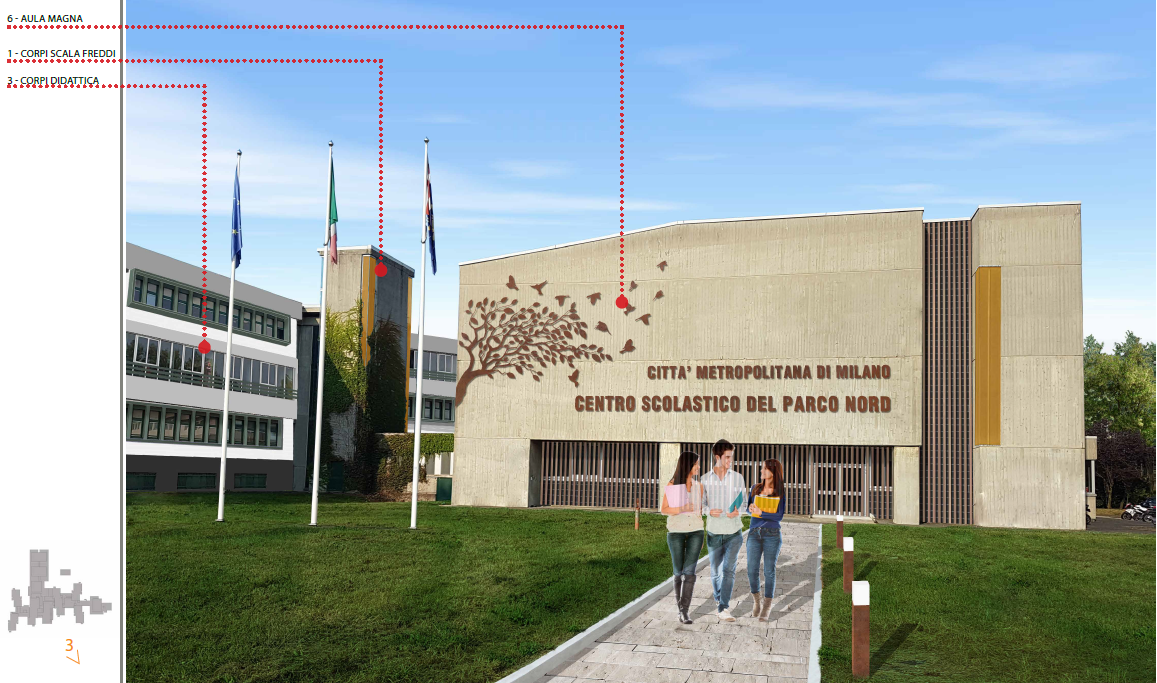 6 - AULA MAGNA
1 - CORPI SCALA FREDDI
3 - CORPI DIDATTICA
CITTA' METROPOLITANA DI MILANO
CENTRO SCOLASTICO DEL PARCO NORD
3